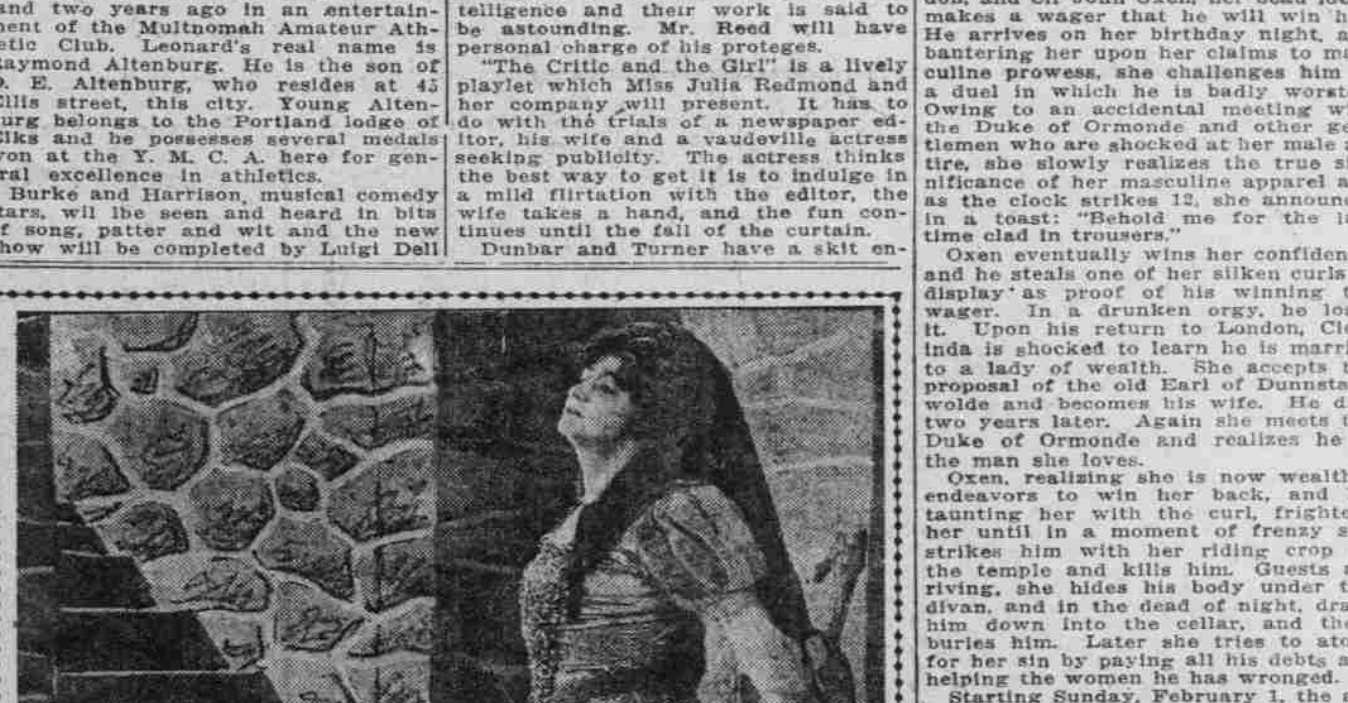 and two years ago in an entertain-
ment of the Multnomah Amateur Ath-
etic Club. Leonard's real name is
Raymond Altenburg. He is the son of
E. Altenburg, who resides at
Ellis street, this city. Young Alten-
urg belongs to the Portland lodge of
Elks and he possesses several medals
won at the Y. M. C. A. here for gen-
ral excellence in athletics.
Burke and Harrison, musical comedy
tars, wil lbe seen and heard in bits
f song, patter and wit and the new
how will be completed by Luigi Dell
telligence and their work is said to
be astounding. Mr. Reed will have
personal charge of his proteges.
"The Critic and the Girl" is a lively
playlet which Miss Julia Redmond and
her company will present. It has to
do with the trials of a newspaper ed-
itor, his wife and a vaudeville actress
seeking publicity. The actress thinks
the best way to get it is to indulge in
a mild flirtation with the editor, the
wife takes a hand, and the fun con-
tinues until the fall of the curtain.
Dunbar and Turner have a skit en-
makes a wager that he will win h
He arrives on her birthday night, a
bantering her upon her claims to ma
culine prowess, she challenges him
a duel in which he is badly worst
Owing to an accidental meeting wi
the Duke of Ormonde and other ge
tlemen who are shocked at her male a
tire, she slowly realizes the true si
nificance of her masculine apparel a
as the clock strikes 12, she announc
in a toast: "Behold me for the la
time clad in trousers."
Oxen eventually wins her confiden
and he steals one of her silken curls
display as proof of his winning t
wager. In a drunken orgy, he los
it. Upon his return to London, Clo
inda is shocked to learn he is marri
to a lady of wealth. She accepts t
proposal of the old Earl of Dunnsta
wolde and becomes his wife. He di
two years later. Again she meets t
Duke of Ormonde and realizes he
the man she loves.
Oxen, realizing she is now wealth
endeavors to win her back, and
taunting her with the curl, frighte
her until in a moment of frenzy s
strikes him with her riding crop
the temple and kills him. Guests a
riving, she hides his body under t
divan, and in the dead of night, dra
him down into the cellar, and the
buries him. Later she tries to ato
for her sin by paying all his debts a
helping the women he has wronged.
Starting Sunday, February 1, the a